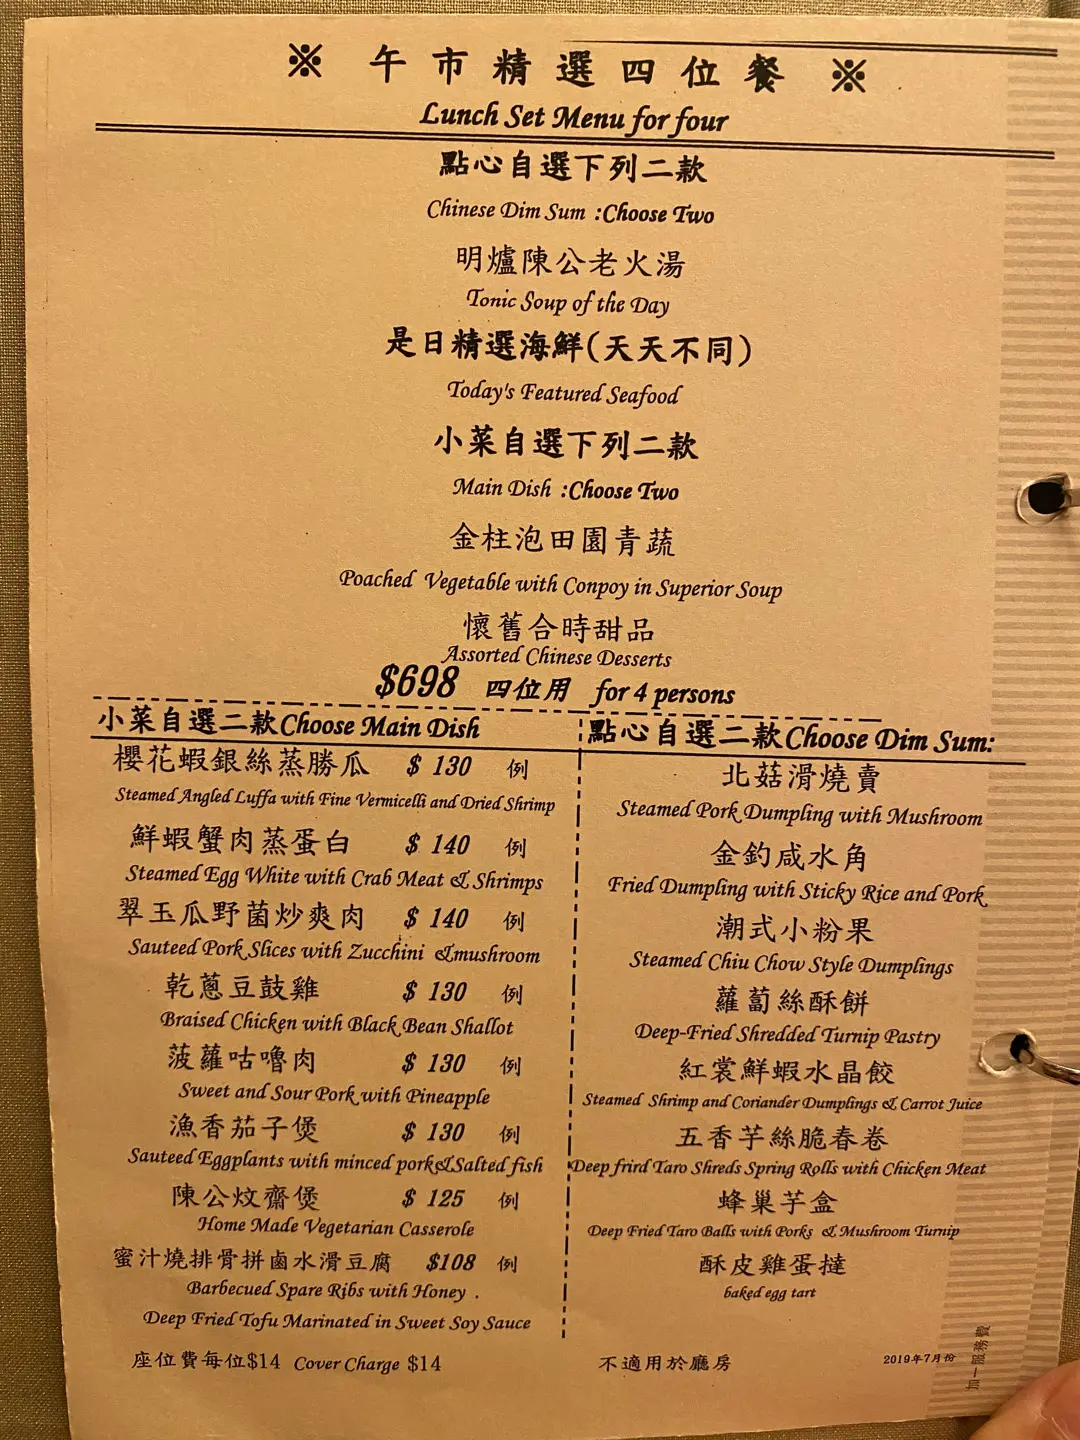 ※ 午市精選四位餐 ※
Lunch Set Menu for four
點心自選下列二款
Chinese Dim Sum :Choose Two
明爐陳公老火湯
Tonic Soup of the Day
是日精選海鮮(天天不同)
Today's Featured Seafood
小菜自選下列二款
Main Dish :Choose Two
金柱泡田園青蔬
Poached Vegetable with Conpoy in Superior Soup
懷舊合時甜品
Assorted Chinese Desserts
$698 四位用 for 4 persons
小菜自選二款Choose Main Dish
櫻花蝦銀絲蒸勝瓜 $ 130 例
Steamed Angled Luffa with Fine Vermicelli and Dried Shrimp
鮮蝦蟹肉蒸蛋白 $ 140 例
Steamed Egg White with Crab Meat & Shrimps
翠玉瓜野菌炒爽肉 $ 140 例
Sauteed Pork Slices with Zucchini &mushroom
乾蔥豆鼓雞 $ 130 例
Braised Chicken with Black Bean Shallot
菠蘿咕嚕肉 $ 130 例
Sweet and Sour Pork with Pineapple
漁香茄子煲 $ 130 例
Sauteed Eggplants with minced pork&Salted fish
陳公炆齋煲 $ 125 例
Home Made Vegetarian Casserole
蜜汁燒排骨拼鹵水滑豆腐 $108 例
Barbecued Spare Ribs with Honey .
Deep Fried Tofu Marinated in Sweet Soy Sauce
點心自選二款Choose Dim Sum:
北菇滑燒賣
Steamed Pork Dumpling with Mushroom
金釣咸水角
Fried Dumpling with Sticky Rice and Pork
潮式小粉果
Steamed Chiu Chow Style Dumplings
蘿蔔絲酥餅
Deep-Fried Shredded Turnip Pastry
紅裳鮮蝦水晶餃
Steamed Shrimp and Coriander Dumplings & Carrot Juice
五香芋絲脆春卷
Deep frird Taro Shreds Spring Rolls with Chicken Meat
蜂巢芋盒
Deep Fried Taro Balls with Porks & Mushroom Turnip
酥皮雞蛋撻
baked egg tart
座位費每位$14 Cover Charge $14
不適用於廳房
2019年7月份
加一服務費